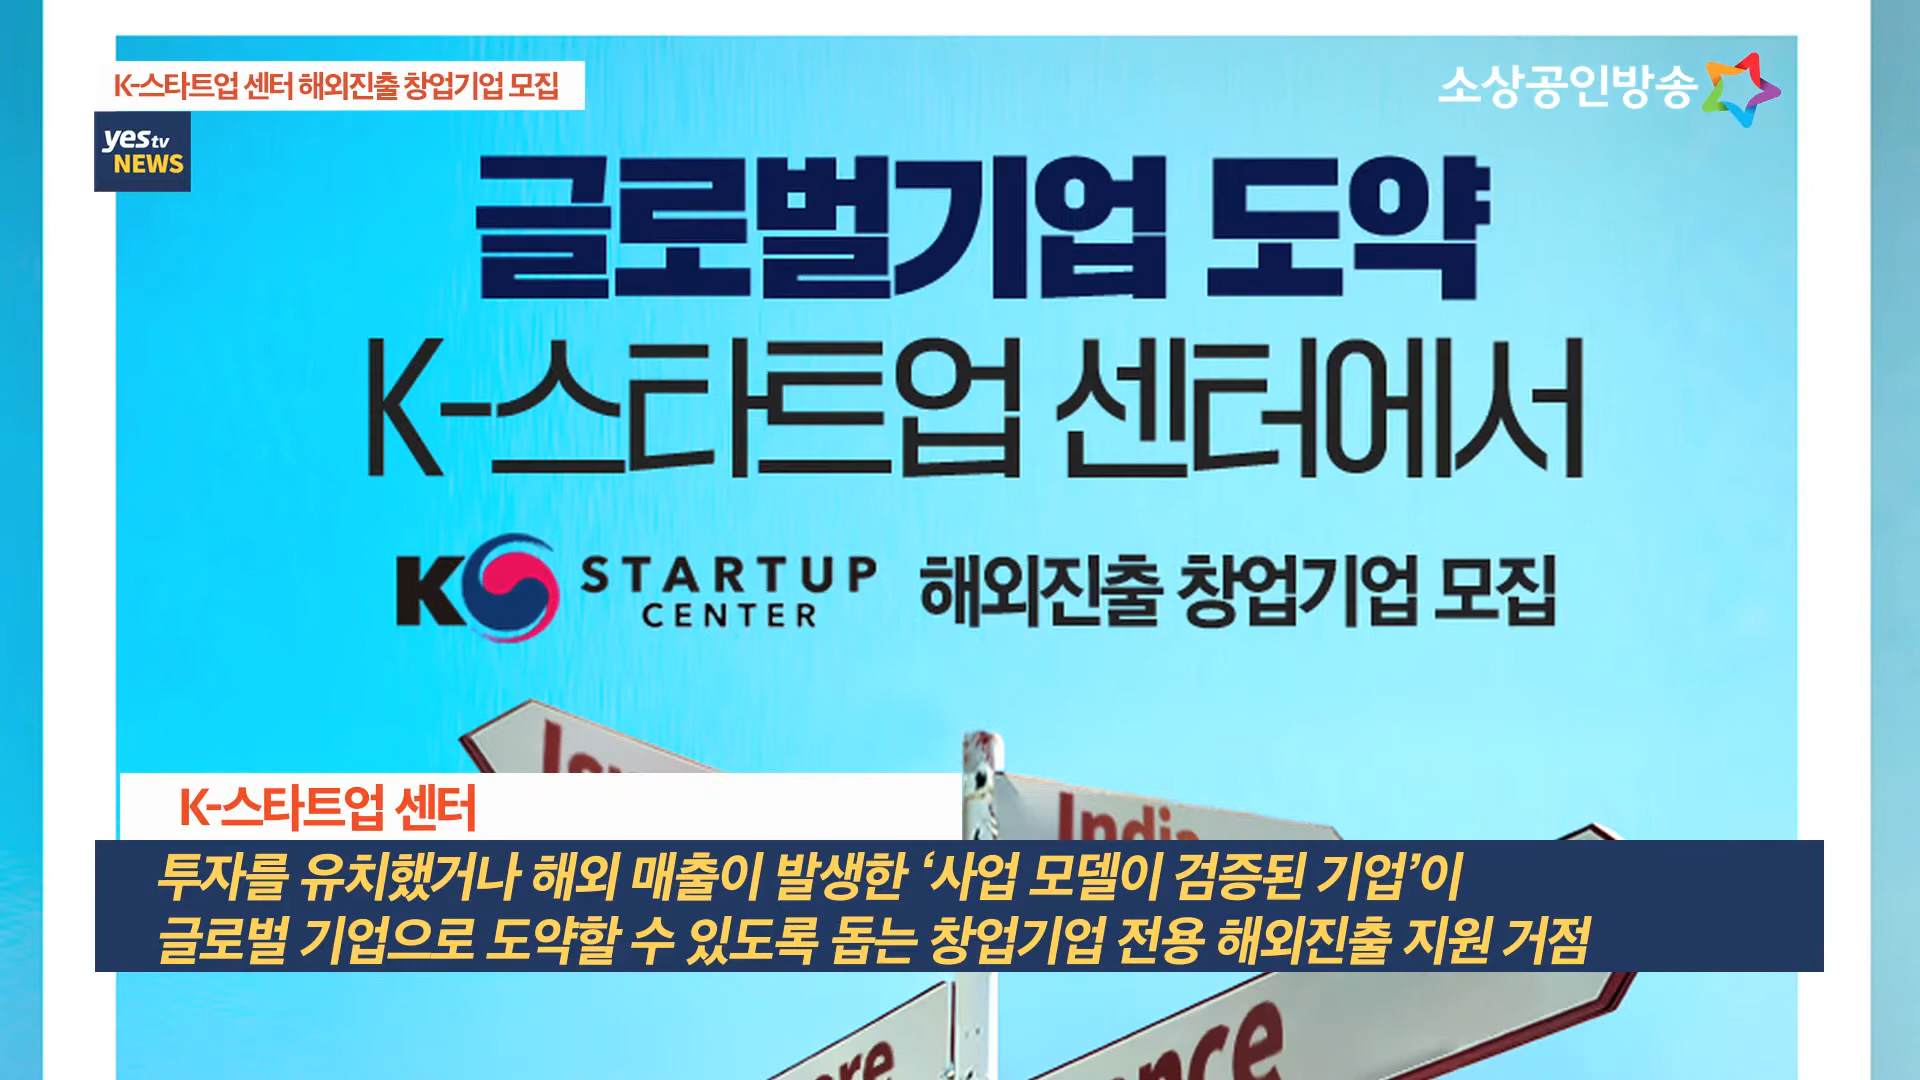 K-스타트업 센터 해외진출 창업기업 모집
소상공인방송
yestv
NEWS
글로벌기업 도약
K-스타트업 센터에서
K STARTUP CENTER
해외진출 창업기업 모집
India
K-스타트업 센터
투자를 유치했거나 해외 매출이 발생한 ‘사업 모델이 검증된 기업’이
글로벌 기업으로 도약할 수 있도록 돕는 창업기업 전용 해외진출 지원 거점